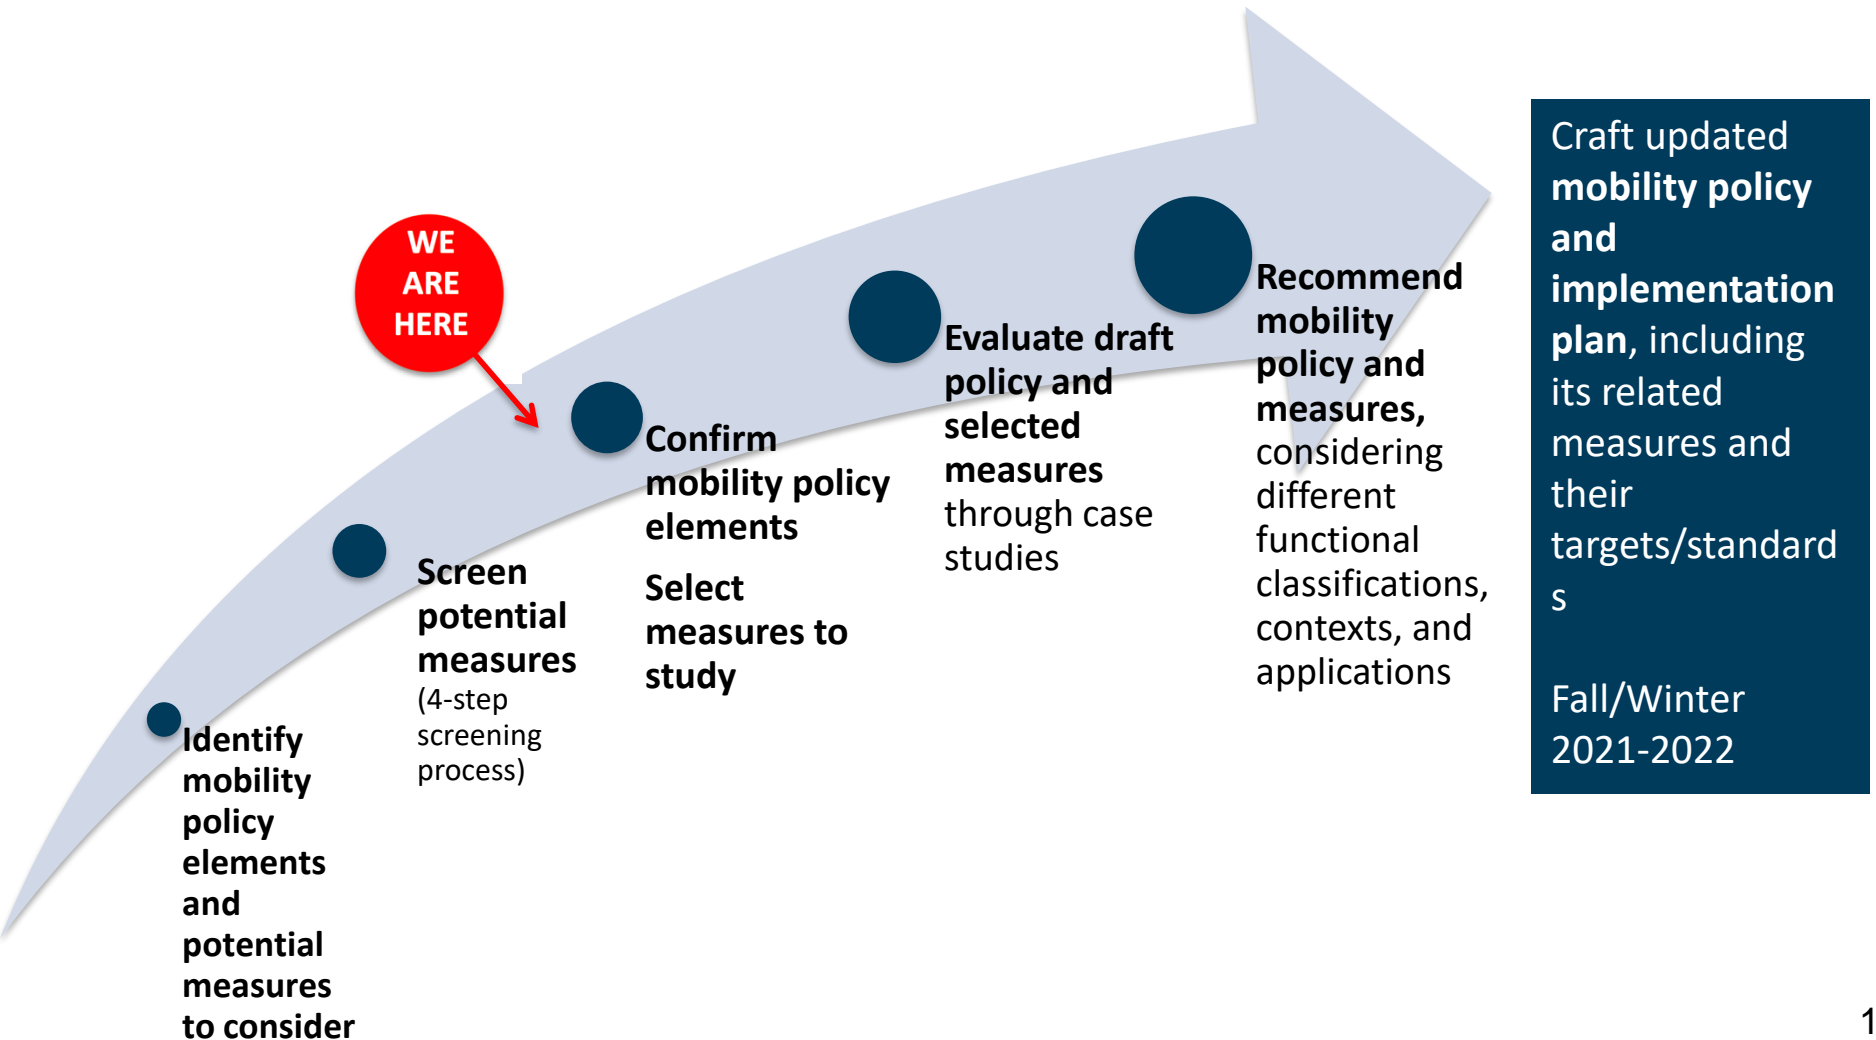 WE
ARE
HERE
Identify
mobility
policy
elements
and
potential
measures
to consider
Screen
potential
measures
(4-step
screening
process)
Confirm
mobility policy
elements
Select
measures to
study
Evaluate draft
policy and
selected
measures
through case
studies
Recommend
mobility
policy and
measures,
considering
different
functional
classifications,
contexts, and
applications
Craft updated
mobility policy
and
implementation
plan, including
its related
measures and
their
targets/standard
s
Fall/Winter
2021-2022
1